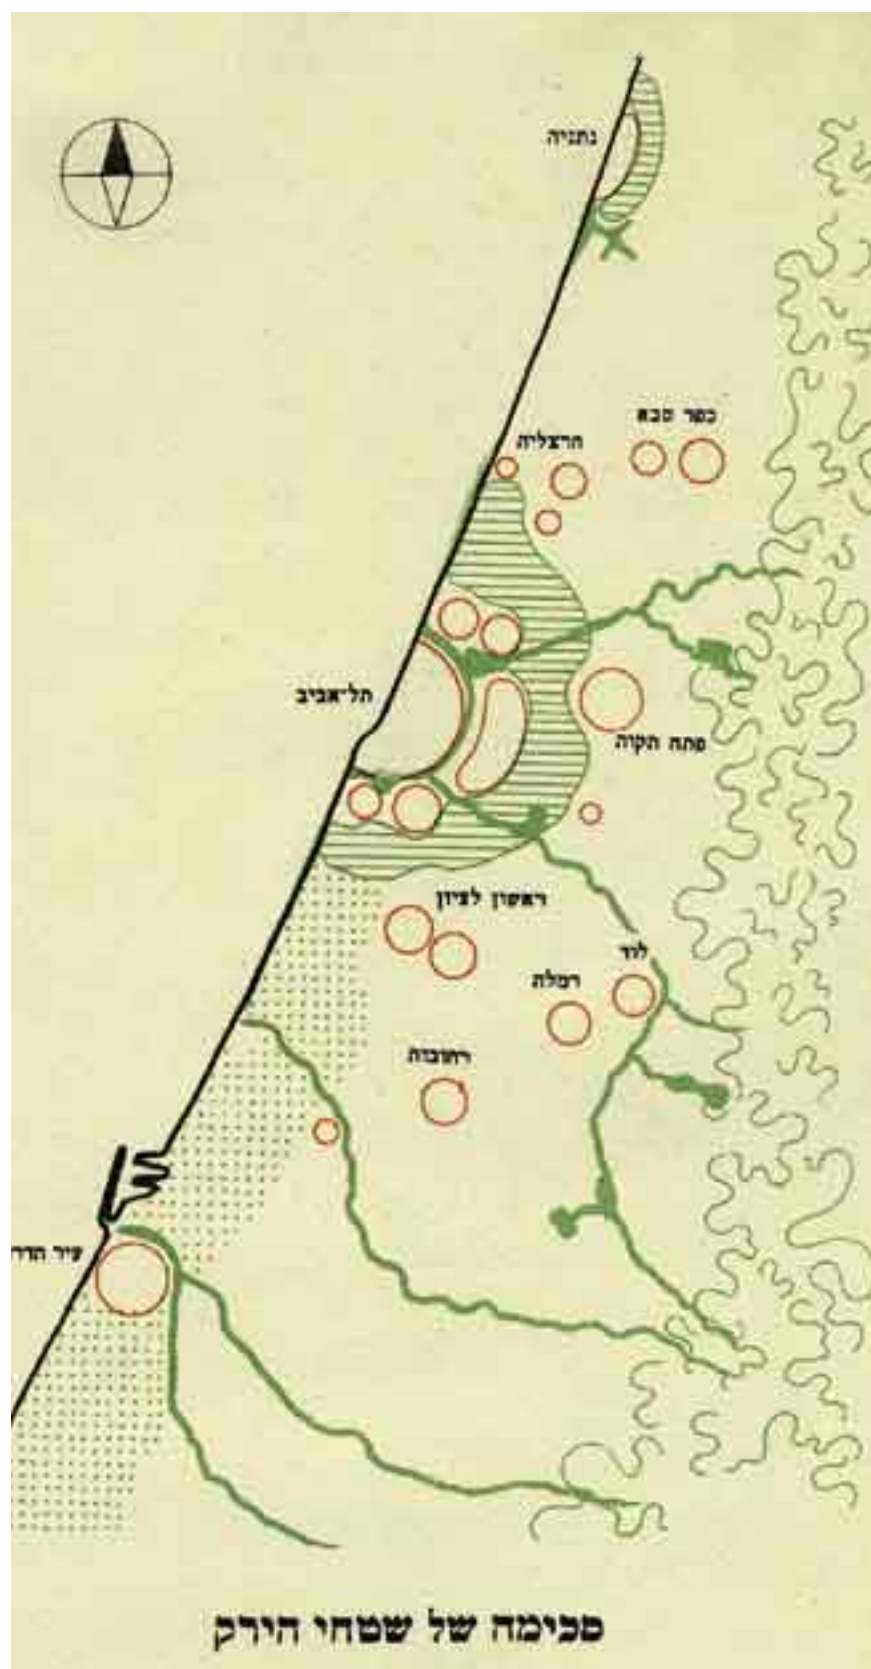 נתניה
כפר סבא
הרצליה
תל-אביב
פתח תקוה
ראשון לציון
לוד
רמלה
רחובות
עיר הדר
סכימה של שטחי הירק